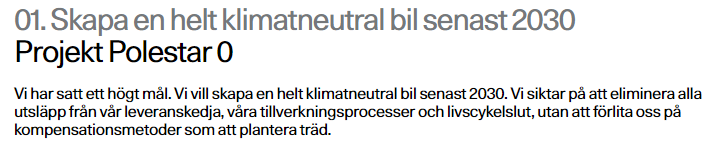 01. Skapa en helt klimatneutral bil senast 2030
Projekt Polestar 0
Vi har satt ett högt mål. Vi vill skapa en helt klimatneutral bil senast 2030. Vi siktar på att eliminera alla
utsläpp från vår leveranskedja, våra tillverkningsprocesser och livscykelslut, utan att förlita oss på
kompensationsmetoder som att plantera träd.